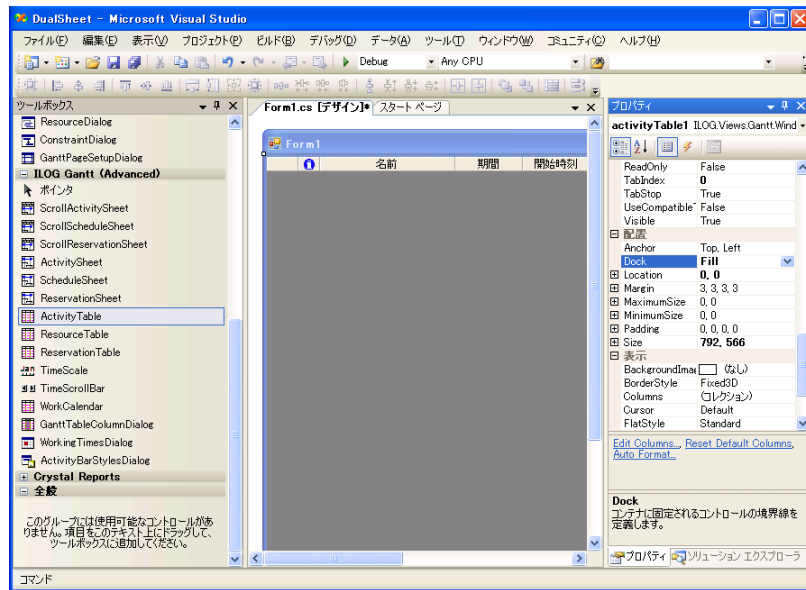 DualSheet - Microsoft Visual Studio
ファイル(F) 編集(E) 表示(V) プロジェクト(P) ビルド(B) デバッグ(D) データ(A) ツール(T) ウィンドウ(W) コミュニティ(C) ヘルプ(H)
Debug Any CPU
ツールボックス
ResourceDialog
ConstraintDialog
GanttPageSetupDialog
ILOG Gantt (Advanced)
ポインタ
ScrollActivitySheet
ScrollScheduleSheet
ScrollReservationSheet
ActivitySheet
ScheduleSheet
ReservationSheet
ActivityTable
ResourceTable
ReservationTable
TimeScale
TimeScrollBar
WorkCalendar
GanttTableColumnDialog
WorkingTimesDialog
ActivityBarStylesDialog
Crystal Reports
全般
このグループには使用可能なコントロールがあ
りません。項目をこのテキスト上にドラッグして、
ツールボックスに追加してください。
Form1.cs [デザイン]* スタート ページ
Form1
名前 期間 開始時刻
プロパティ
activityTable1 ILOG.Views.Gantt.Wind
ReadOnly False
TabIndex 0
TabStop True
UseCompatible False
Visible True
配置
Anchor Top, Left
Dock Fill
Location 0, 0
Margin 3, 3, 3, 3
MaximumSize 0, 0
MinimumSize 0, 0
Padding 0, 0, 0, 0
Size 792, 566
表示
BackgroundIma (なし)
BorderStyle Fixed3D
Columns (コレクション)
Cursor Default
FlatStyle Standard
Edit Columns..., Reset Default Columns,
Auto Format...
Dock
コンテナに固定されるコントロールの境界線を
定義します。
プロパティ ソリューション エクスプローラ
コマンド